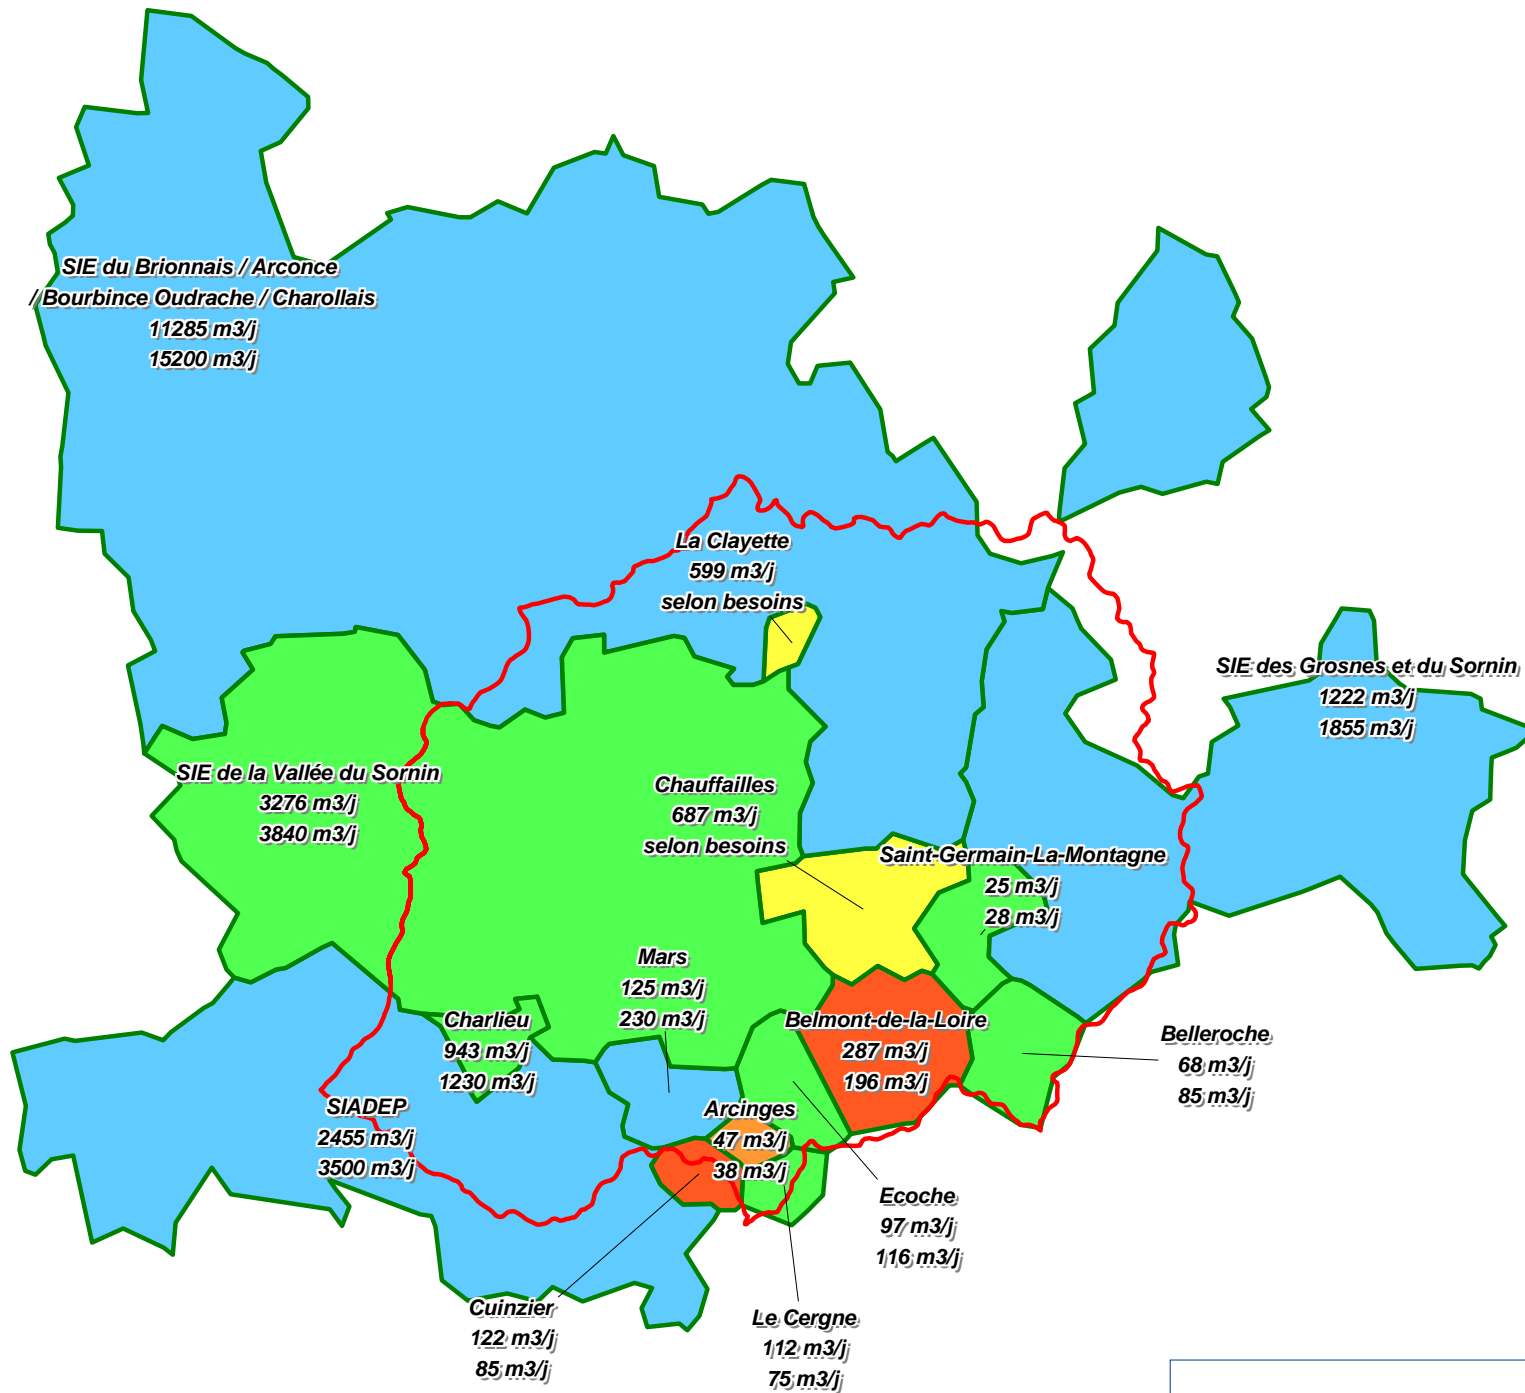 SIE du Brionnais / Arconce
/ Bourbince Oudrache / Charollais
11285 m3/j
15200 m3/j
La Clayette
599 m3/j
selon besoins
SIE des Grosnes et du Sornin
1222 m3/j
1855 m3/j
SIE de la Vallée du Sornin
3276 m3/j
3840 m3/j
Chauffailles
687 m3/j
selon besoins
Saint-Germain-La-Montagne
25 m3/j
28 m3/j
Mars
125 m3/j
230 m3/j
Charlieu
943 m3/j
1230 m3/j
Belmont-de-la-Loire
287 m3/j
196 m3/j
Belleroche
68 m3/j
85 m3/j
SIADEP
2455 m3/j
3500 m3/j
Arcinges
47 m3/j
38 m3/j
Ecoche
97 m3/j
116 m3/j
Cuinzier
122 m3/j
85 m3/j
Le Cergne
112 m3/j
75 m3/j